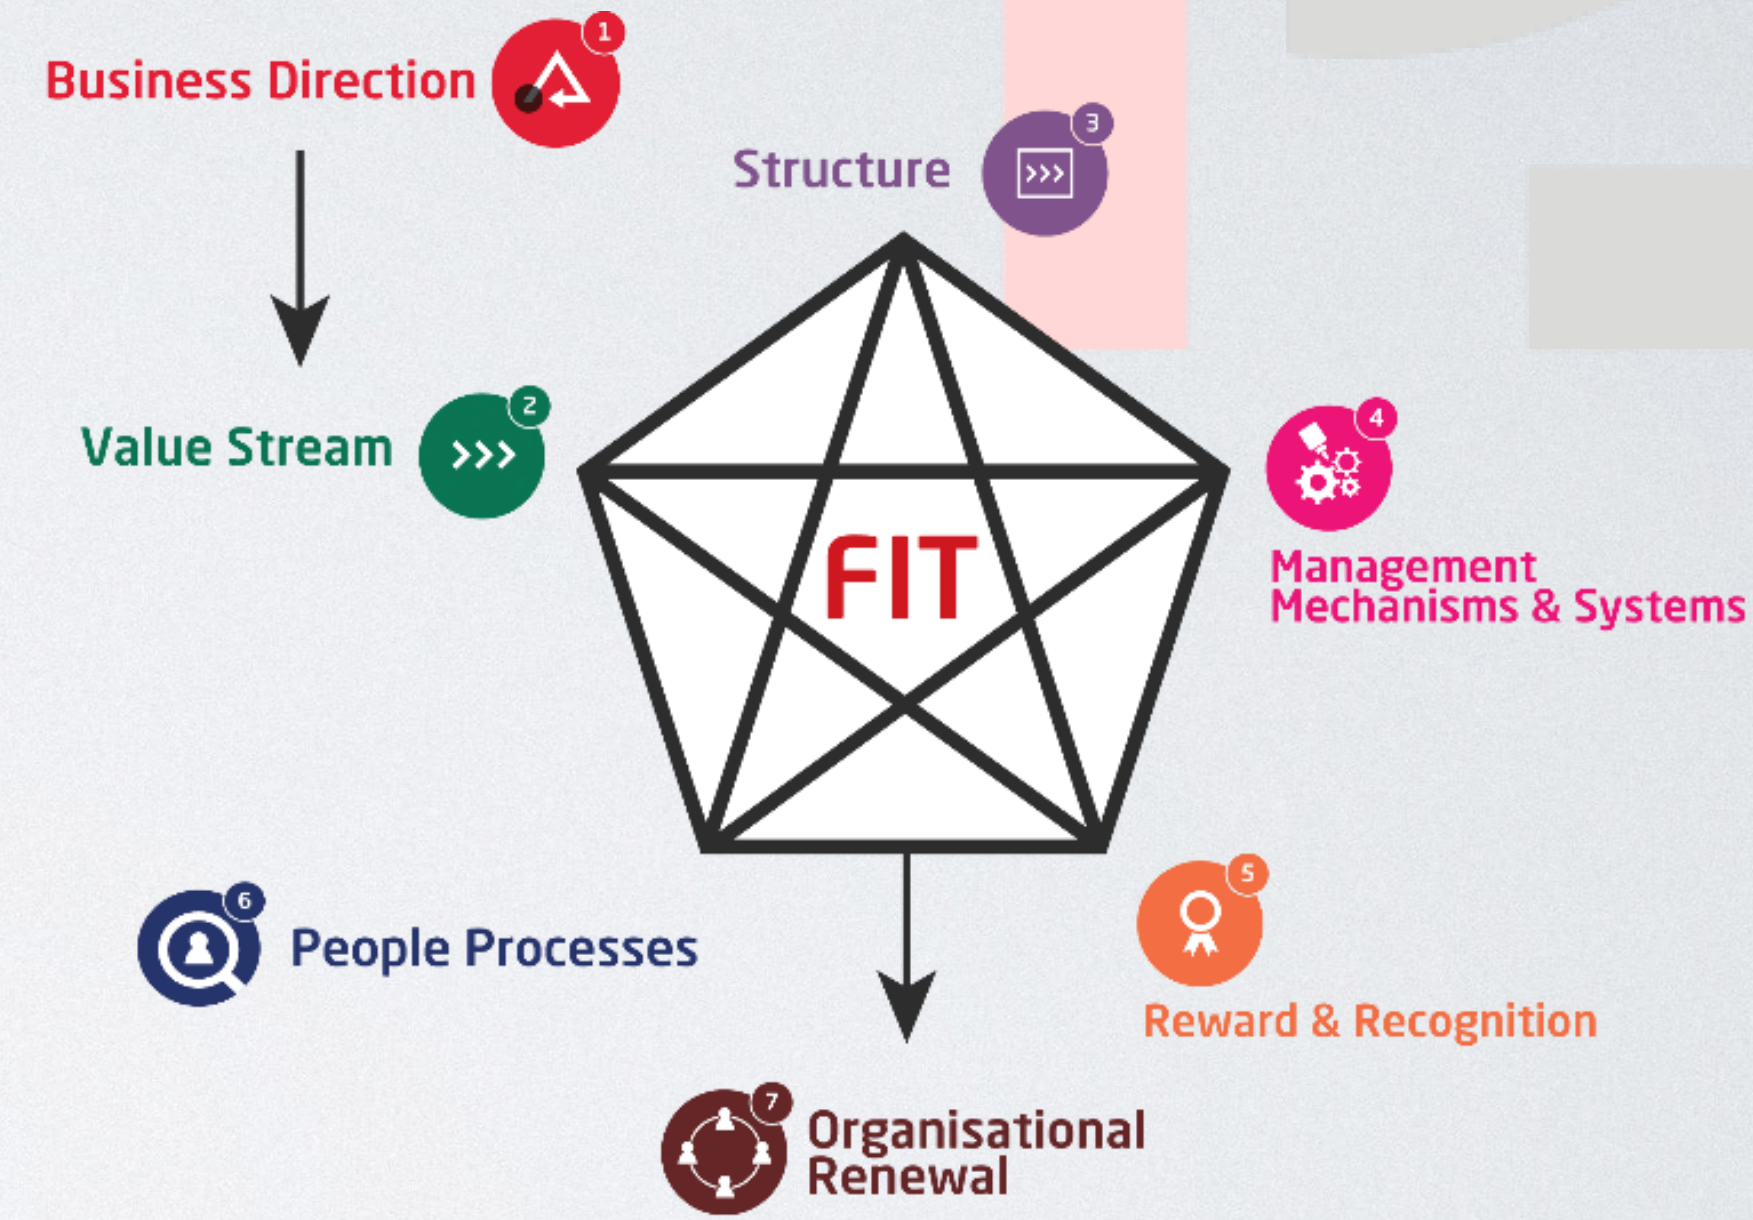 1
Business Direction
3
Structure
2
Value Stream
4
FIT
Management
Mechanisms & Systems
5
6
People Processes
Reward & Recognition
7
Organisational
Renewal